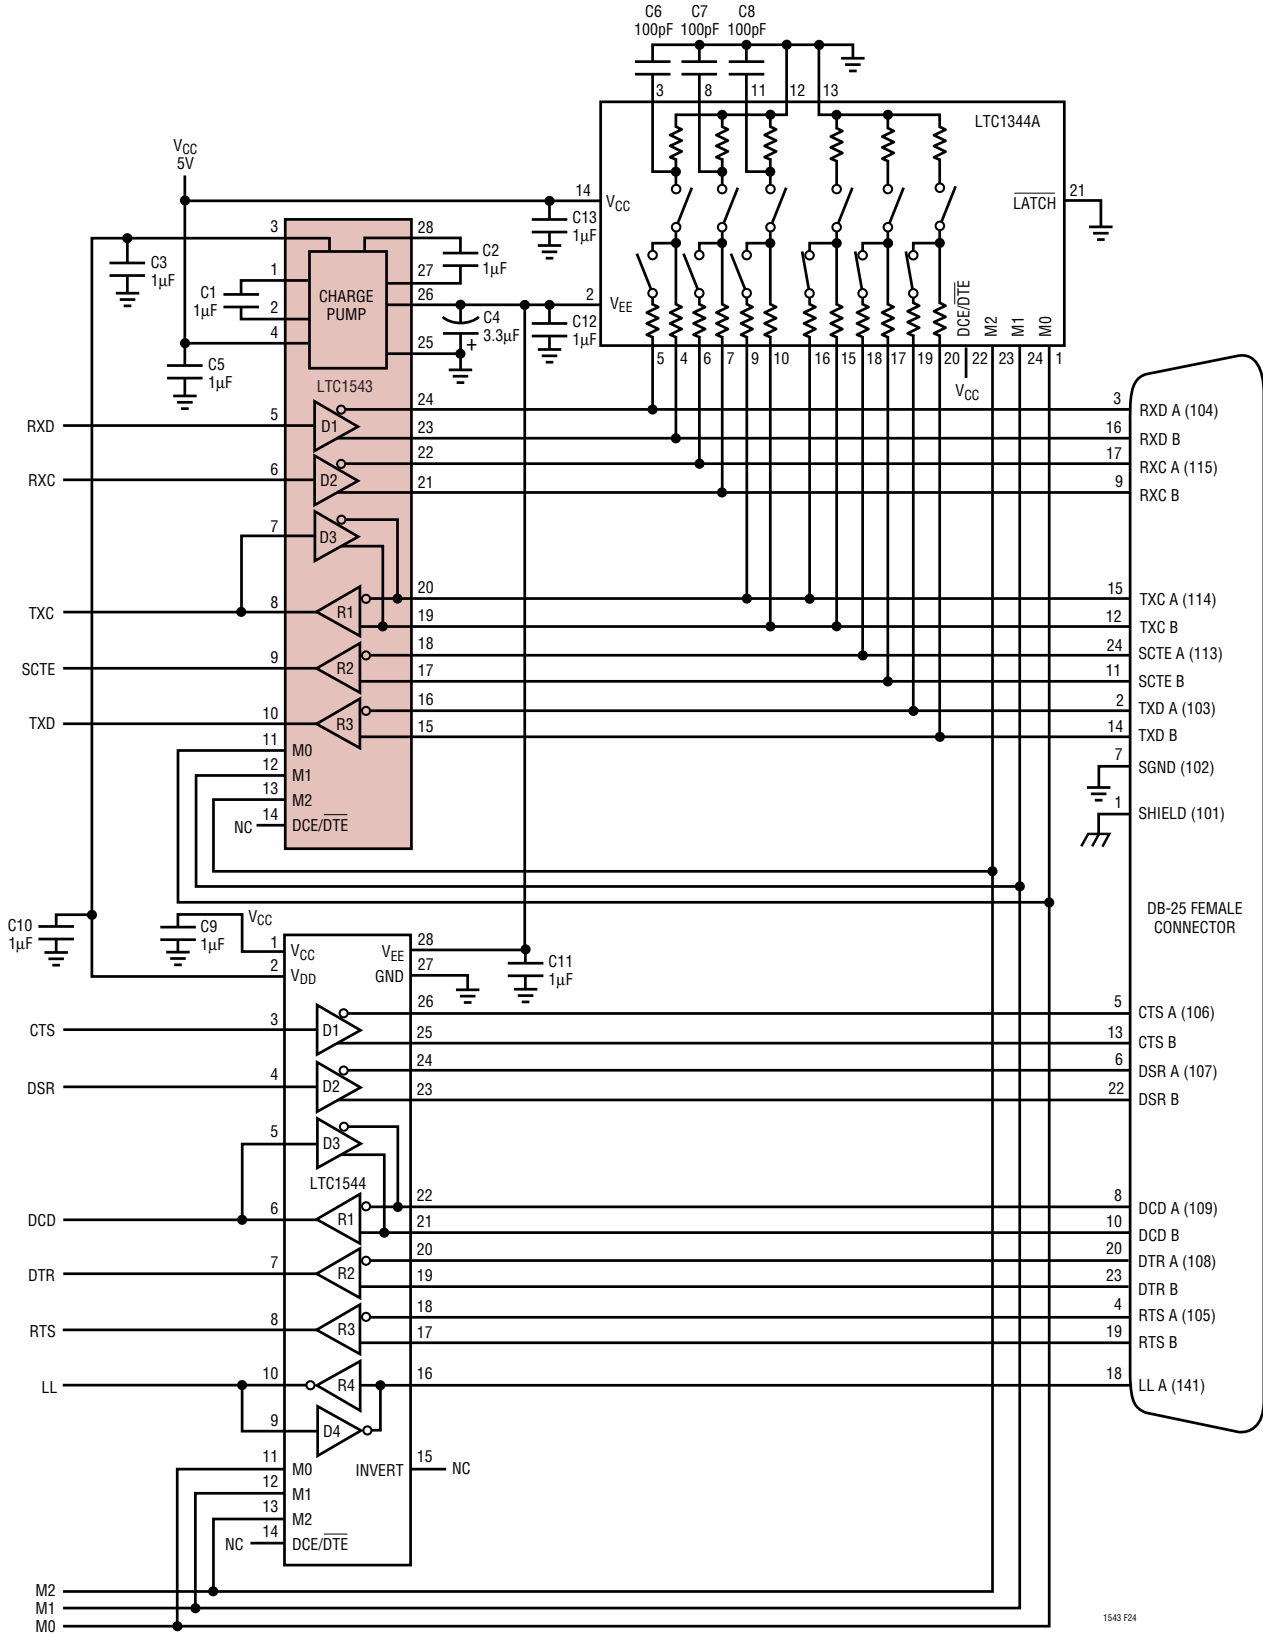 C6 C7 C8
100pF 100pF 100pF
3 8 11 12 13
LTC1344A
VCC
5V
14 VCC
LATCH 21
C13
1µF
3 28
C3
1µF
C2
1µF
1 27
C1
1µF
CHARGE
PUMP
26
2 VEE
2
C4
3.3µF
+
C12
1µF
4 25
C5
1µF
DCE/DTE M2 M1 M0
5 4 6 7 9 10 16 15 18 17 19 20 22 23 24 1
VCC
LTC1543
RXD 5 D1 24 3 RXD A (104)
23 16 RXD B
RXC 6 D2 22 17 RXC A (115)
21 9 RXC B
7 D3
TXC 8 R1 20 15 TXC A (114)
19 12 TXC B
SCTE 9 R2 18 24 SCTE A (113)
17 11 SCTE B
TXD 10 R3 16 2 TXD A (103)
15 14 TXD B
11 M0
7 SGND (102)
12 M1
13 M2
1 SHIELD (101)
NC 14 DCE/DTE
DB-25 FEMALE
CONNECTOR
C10
1µF
C9
1µF
VCC
1 VCC VEE 28
2 VDD GND 27
C11
1µF
CTS 3 D1 26 5 CTS A (106)
25 13 CTS B
DSR 4 D2 24 6 DSR A (107)
23 22 DSR B
5 D3
LTC1544
DCD 6 R1 22 8 DCD A (109)
21 10 DCD B
DTR 7 R2 20 20 DTR A (108)
19 23 DTR B
RTS 8 R3 18 4 RTS A (105)
17 19 RTS B
LL 10 R4 16 18 LL A (141)
9 D4
11 M0 INVERT 15 NC
12 M1
13 M2
NC 14 DCE/DTE
M2
M1
M0
1543 F24